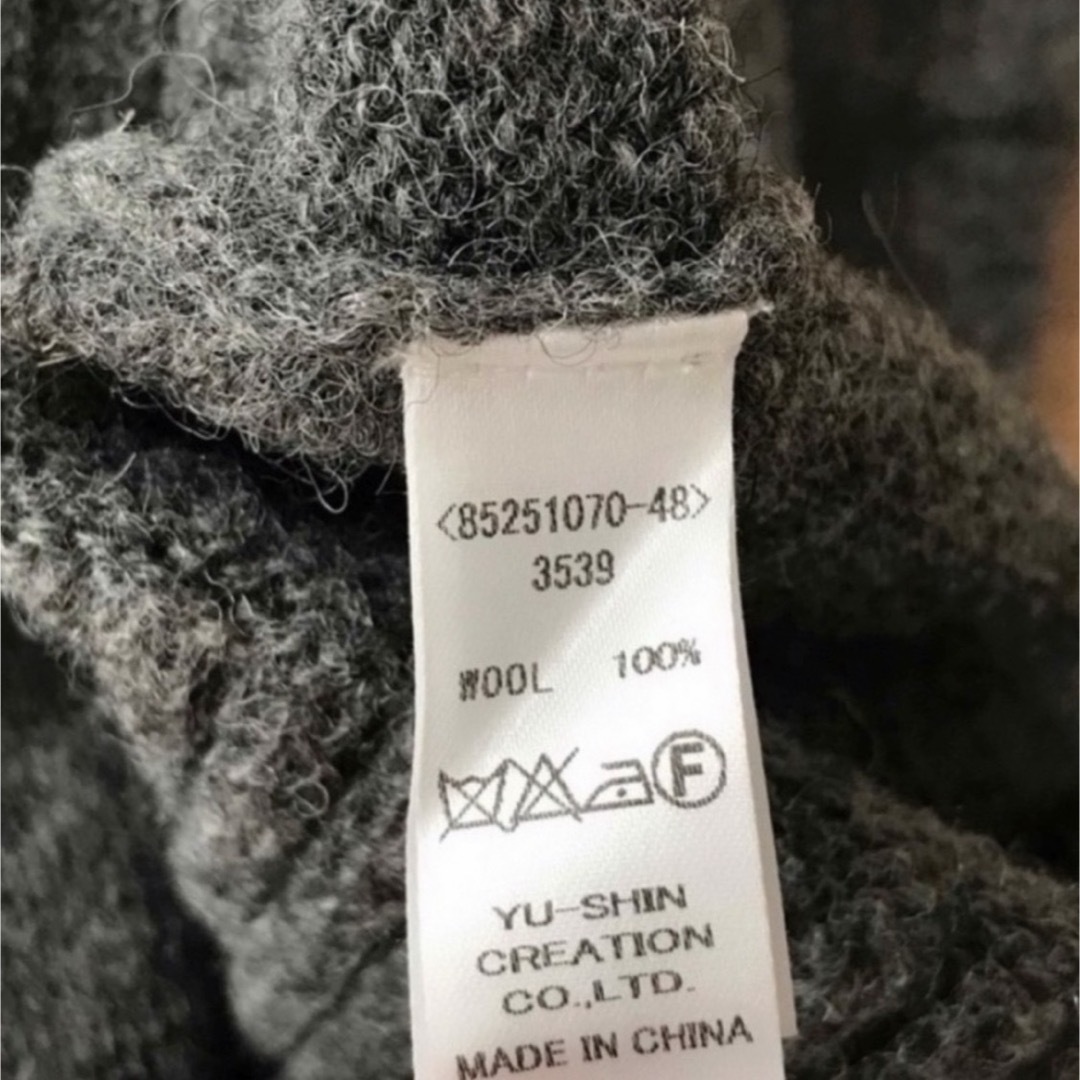 <85251070-48>
3539
WOOL 100%
F
YU-SHIN
CREATION
CO.,LTD.
MADE IN CHINA